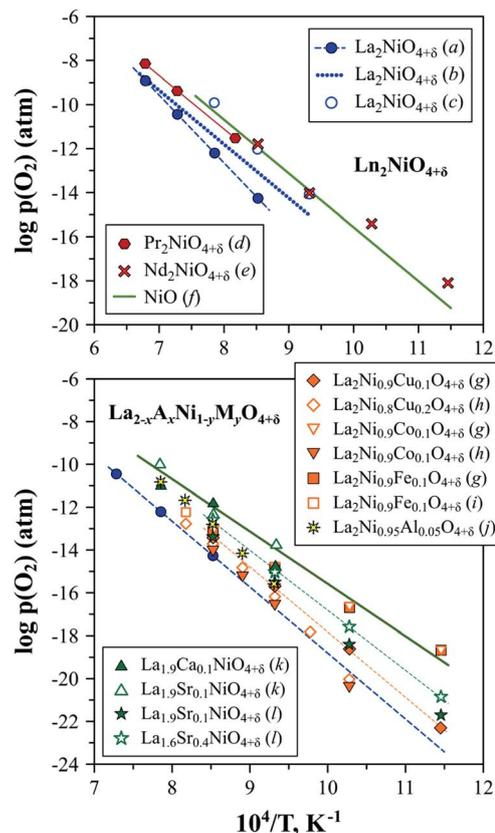 -6
-8
-10
-12
-14
-16
-18
-20
log p(O₂) (atm)
La₂NiO₄₊δ (a)
La₂NiO₄₊δ (b)
La₂NiO₄₊δ (c)
Ln₂NiO₄₊δ
Pr₂NiO₄₊δ (d)
Nd₂NiO₄₊δ (e)
NiO (f)
6 7 8 9 10 11 12
-6
-8
-10
-12
-14
-16
-18
-20
-22
-24
log p(O₂) (atm)
La₂₋ₓAₓNi₁₋ᵧMᵧO₄₊δ
La₂Ni₀.₉Cu₀.₁O₄₊δ (g)
La₂Ni₀.₈Cu₀.₂O₄₊δ (h)
La₂Ni₀.₉Co₀.₁O₄₊δ (g)
La₂Ni₀.₉Co₀.₁O₄₊δ (h)
La₂Ni₀.₉Fe₀.₁O₄₊δ (g)
La₂Ni₀.₉Fe₀.₁O₄₊δ (i)
La₂Ni₀.₉₅Al₀.₀₅O₄₊δ (j)
La₁.₉Ca₀.₁NiO₄₊δ (k)
La₁.₉Sr₀.₁NiO₄₊δ (k)
La₁.₉Sr₀.₁NiO₄₊δ (l)
La₁.₆Sr₀.₄NiO₄₊δ (l)
7 8 9 10 11 12
10⁴/T, K⁻¹